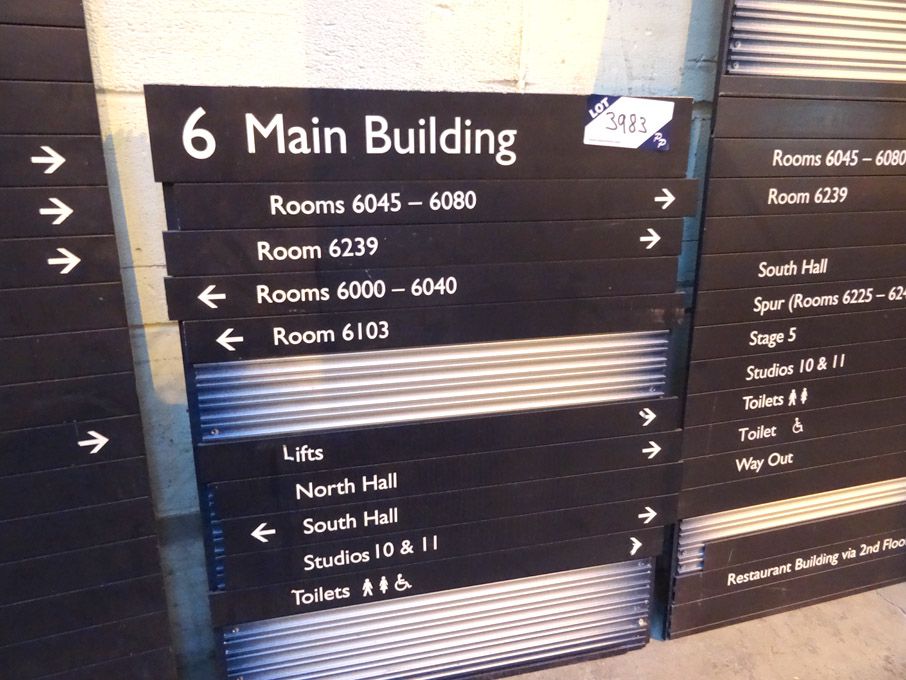 6 Main Building
LOT
3983
PP
Rooms 6045 – 6080
Room 6239
Rooms 6000 – 6040
Room 6103
Lifts
North Hall
South Hall
Studios 10 & 11
Toilets
Rooms 6045 – 6080
Room 6239
South Hall
Spur (Rooms 6225 –
Stage 5
Studios 10 & 11
Toilets
Toilet
Way Out
Restaurant Building via 2nd Floo